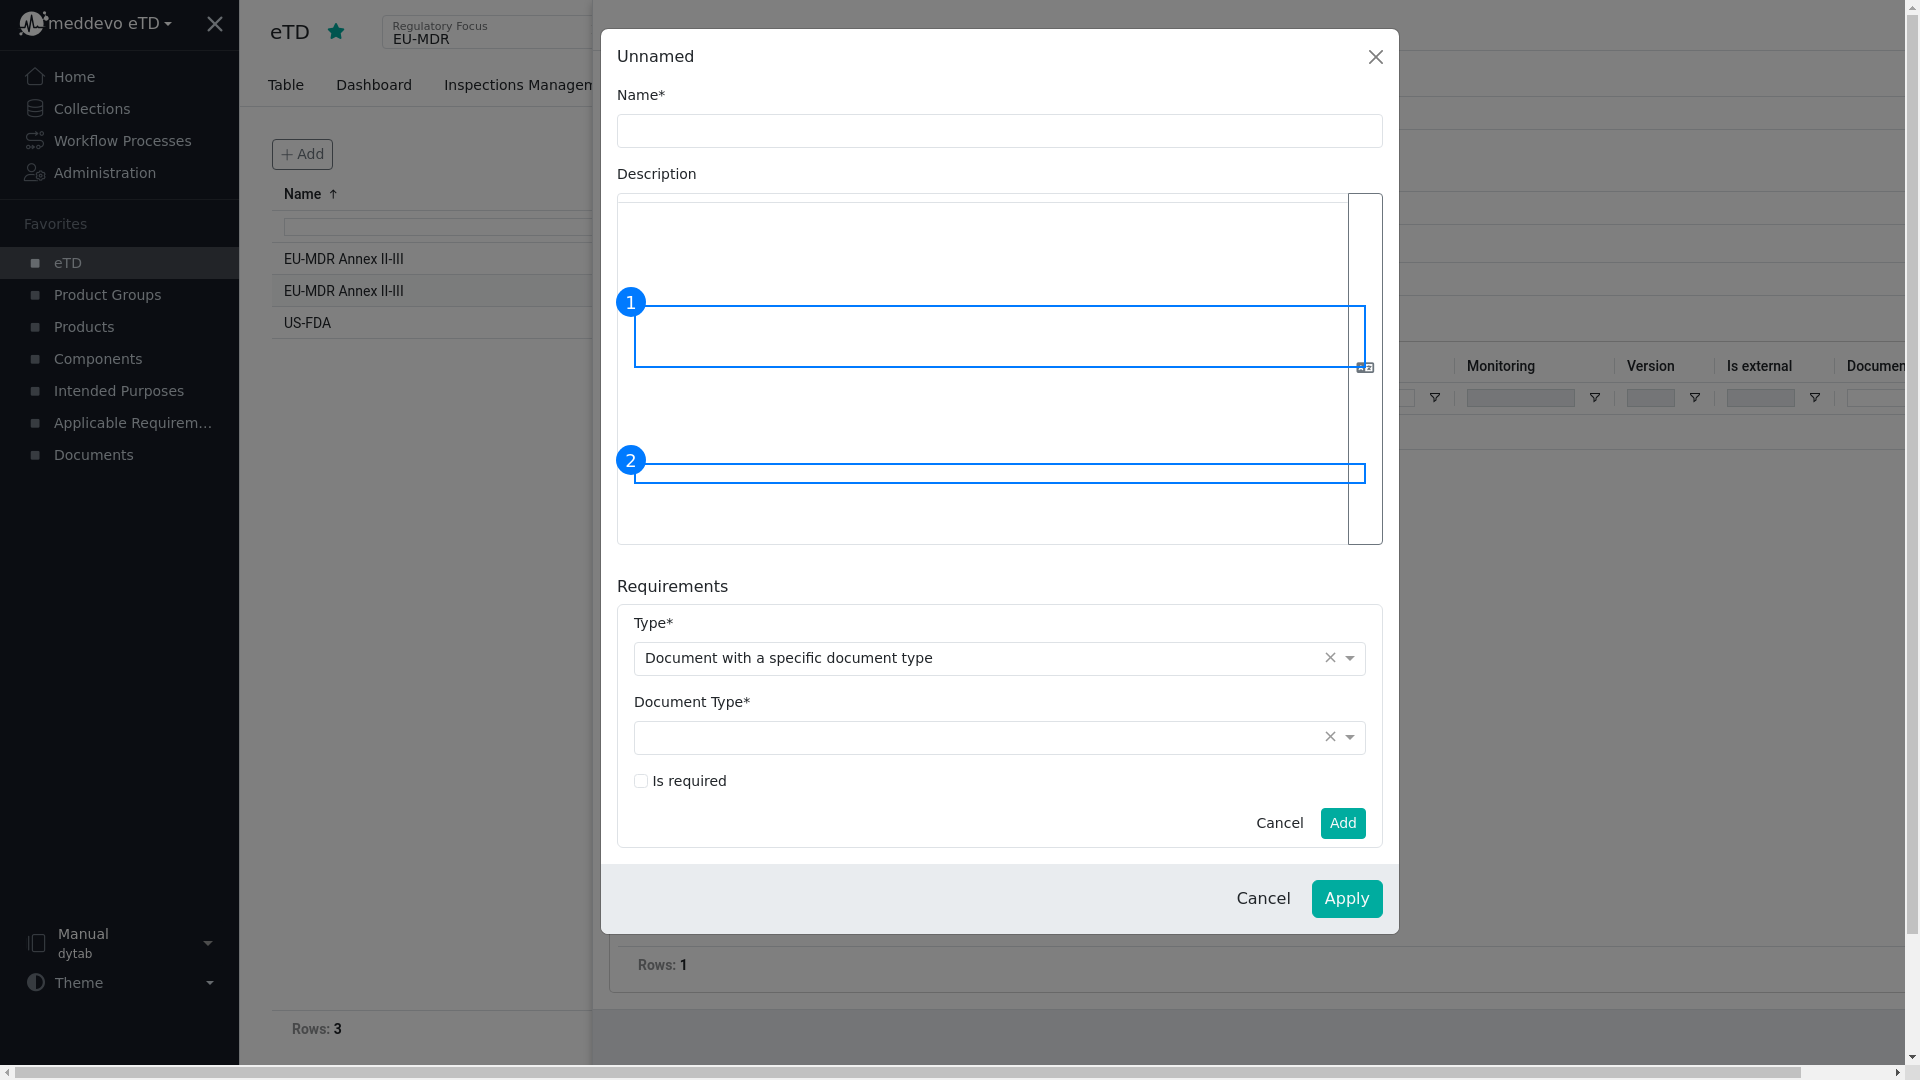 meddevo eTD
Home
Collections
Workflow Processes
Administration
Favorites
eTD
Product Groups
Products
Components
Intended Purposes
Applicable Requirem...
Documents
Manual
dytab
Theme
eTD
Regulatory Focus
EU-MDR
Table
Dashboard
Inspections Managem
Add
Name
EU-MDR Annex II-III
EU-MDR Annex II-III
US-FDA
Rows: 3
Unnamed
Name*
Description
1
2
Requirements
Type*
Document with a specific document type
Document Type*
Is required
Cancel
Add
Cancel
Apply
Monitoring
Version
Is external
Documen
Rows: 1